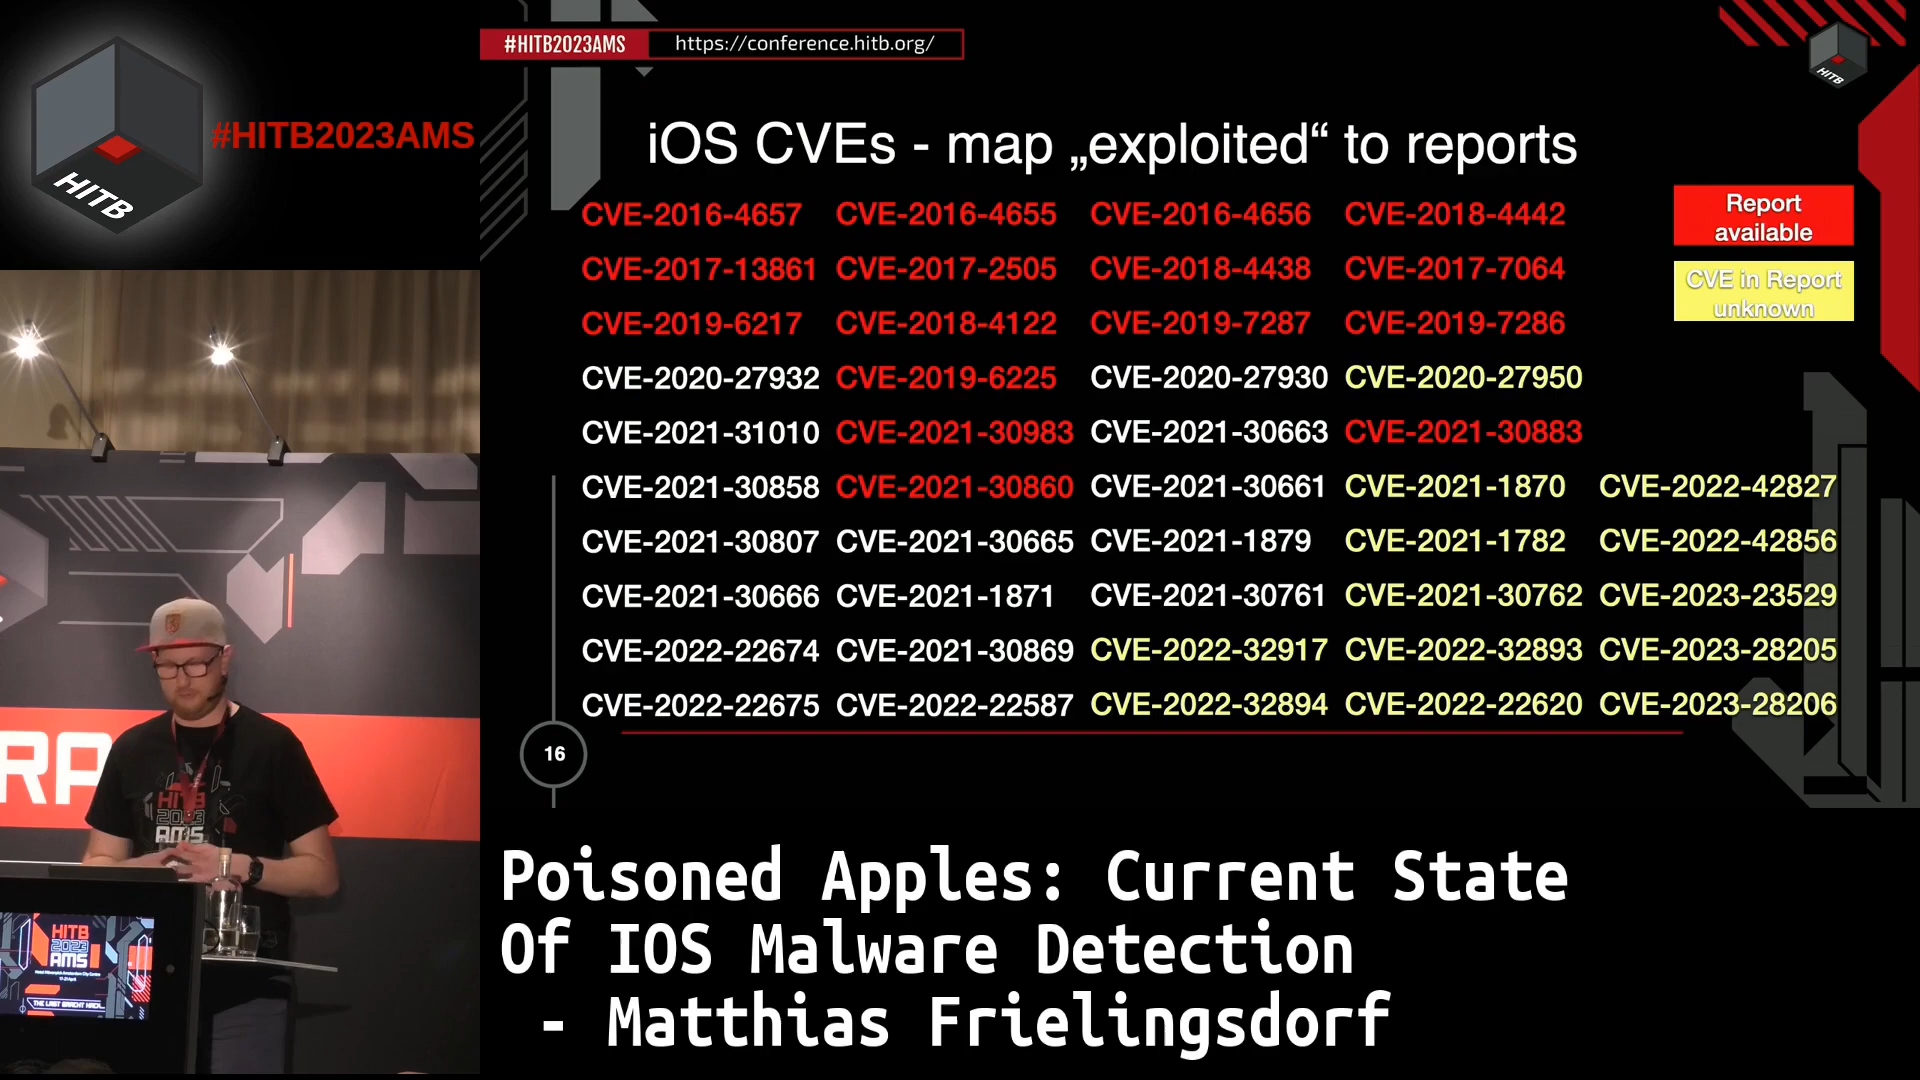 #HITB2023AMS
https://conference.hitb.org/
HITB
HITB
#HITB2023AMS
iOS CVEs - map „exploited“ to reports
CVE-2016-4657 CVE-2016-4655 CVE-2016-4656 CVE-2018-4442
CVE-2017-13861 CVE-2017-2505 CVE-2018-4438 CVE-2017-7064
CVE-2019-6217 CVE-2018-4122 CVE-2019-7287 CVE-2019-7286
CVE-2020-27932 CVE-2019-6225 CVE-2020-27930 CVE-2020-27950
CVE-2021-31010 CVE-2021-30983 CVE-2021-30663 CVE-2021-30883
CVE-2021-30858 CVE-2021-30860 CVE-2021-30661 CVE-2021-1870 CVE-2022-42827
CVE-2021-30807 CVE-2021-30665 CVE-2021-1879 CVE-2021-1782 CVE-2022-42856
CVE-2021-30666 CVE-2021-1871 CVE-2021-30761 CVE-2021-30762 CVE-2023-23529
CVE-2022-22674 CVE-2021-30869 CVE-2022-32917 CVE-2022-32893 CVE-2023-28205
CVE-2022-22675 CVE-2022-22587 CVE-2022-32894 CVE-2022-22620 CVE-2023-28206
Report
available
CVE in Report
unknown
16
RA
HITB
2023
AMS
HITB
2023
AMS
Poisoned Apples: Current State
Of IOS Malware Detection
- Matthias Frielingsdorf